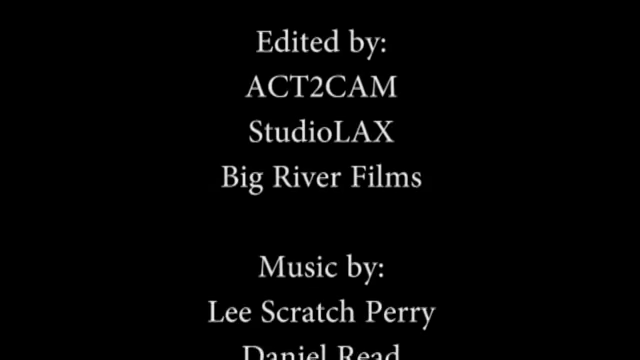 Edited by:
ACT2CAM
StudioLAX
Big River Films
Music by:
Lee Scratch Perry
Daniel Read